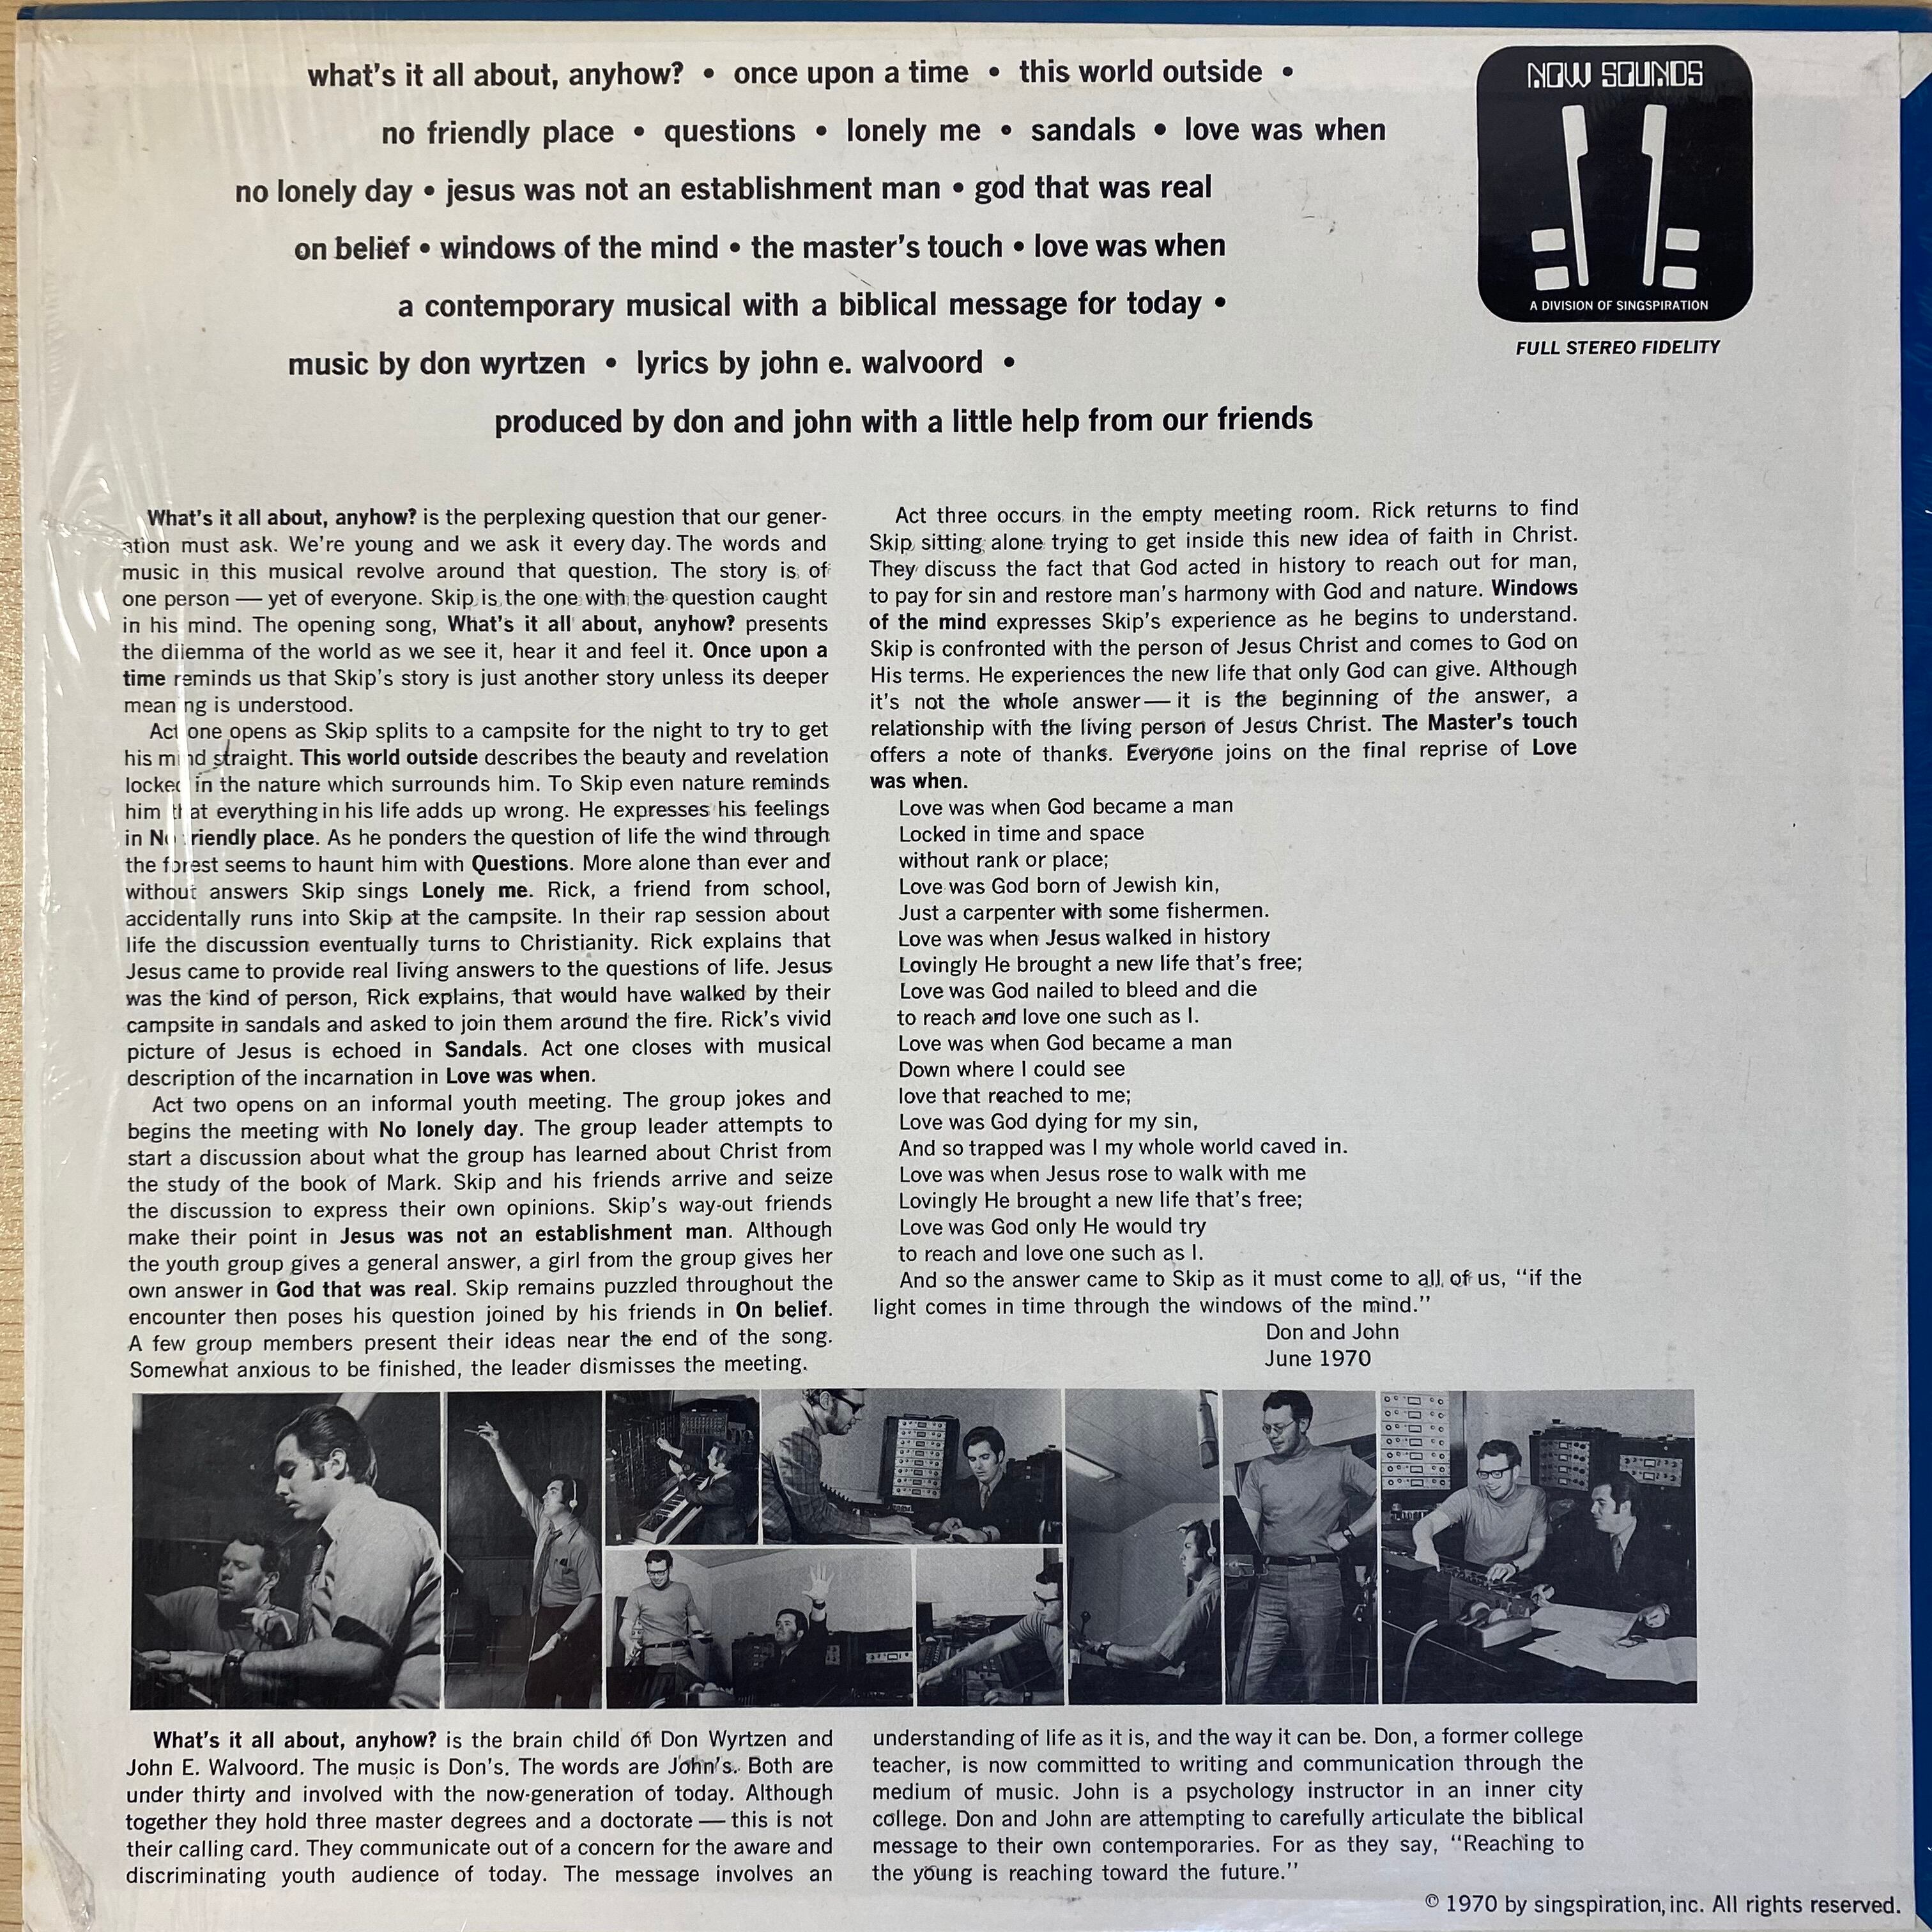 what's it all about, anyhow? • once upon a time • this world outside •
no friendly place • questions • lonely me • sandals • love was when
no lonely day • jesus was not an establishment man • god that was real
on belief • windows of the mind • the master's touch • love was when
a contemporary musical with a biblical message for today •
music by don wyrtzen • lyrics by john e. walvoord •
produced by don and john with a little help from our friends
NOW SOUNDS
A DIVISION OF SINGSPIRATION
FULL STEREO FIDELITY
What's it all about, anyhow? is the perplexing question that our gener-
ation must ask. We're young and we ask it every day. The words and
music in this musical revolve around that question. The story is of
one person — yet of everyone. Skip is the one with the question caught
in his mind. The opening song, What's it all about, anyhow? presents
the dilemma of the world as we see it, hear it and feel it. Once upon a
time reminds us that Skip's story is just another story unless its deeper
meaning is understood.
Act one opens as Skip splits to a campsite for the night to try to get
his mind straight. This world outside describes the beauty and revelation
locked in the nature which surrounds him. To Skip even nature reminds
him that everything in his life adds up wrong. He expresses his feelings
in No friendly place. As he ponders the question of life the wind through
the forest seems to haunt him with Questions. More alone than ever and
without answers Skip sings Lonely me. Rick, a friend from school,
accidentally runs into Skip at the campsite. In their rap session about
life the discussion eventually turns to Christianity. Rick explains that
Jesus came to provide real living answers to the questions of life. Jesus
was the kind of person, Rick explains, that would have walked by their
campsite in sandals and asked to join them around the fire. Rick's vivid
picture of Jesus is echoed in Sandals. Act one closes with musical
description of the incarnation in Love was when.
Act two opens on an informal youth meeting. The group jokes and
begins the meeting with No lonely day. The group leader attempts to
start a discussion about what the group has learned about Christ from
the study of the book of Mark. Skip and his friends arrive and seize
the discussion to express their own opinions. Skip's way-out friends
make their point in Jesus was not an establishment man. Although
the youth group gives a general answer, a girl from the group gives her
own answer in God that was real. Skip remains puzzled throughout the
encounter then poses his question joined by his friends in On belief.
A few group members present their ideas near the end of the song.
Somewhat anxious to be finished, the leader dismisses the meeting.
Act three occurs in the empty meeting room. Rick returns to find
Skip sitting alone trying to get inside this new idea of faith in Christ.
They discuss the fact that God acted in history to reach out for man,
to pay for sin and restore man's harmony with God and nature. Windows
of the mind expresses Skip's experience as he begins to understand.
Skip is confronted with the person of Jesus Christ and comes to God on
His terms. He experiences the new life that only God can give. Although
it's not the whole answer — it is the beginning of the answer, a
relationship with the living person of Jesus Christ. The Master's touch
offers a note of thanks. Everyone joins on the final reprise of Love
was when.
Love was when God became a man
Locked in time and space
without rank or place;
Love was God born of Jewish kin,
Just a carpenter with some fishermen.
Love was when Jesus walked in history
Lovingly He brought a new life that's free;
Love was God nailed to bleed and die
to reach and love one such as I.
Love was when God became a man
Down where I could see
love that reached to me;
Love was God dying for my sin,
And so trapped was I my whole world caved in.
Love was when Jesus rose to walk with me
Lovingly He brought a new life that's free;
Love was God only He would try
to reach and love one such as I.
And so the answer came to Skip as it must come to all of us, "if the
light comes in time through the windows of the mind."
Don and John
June 1970
What's it all about, anyhow? is the brain child of Don Wyrtzen and
John E. Walvoord. The music is Don's. The words are John's. Both are
under thirty and involved with the now-generation of today. Although
together they hold three master degrees and a doctorate — this is not
their calling card. They communicate out of a concern for the aware and
discriminating youth audience of today. The message involves an
understanding of life as it is, and the way it can be. Don, a former college
teacher, is now committed to writing and communication through the
medium of music. John is a psychology instructor in an inner city
college. Don and John are attempting to carefully articulate the biblical
message to their own contemporaries. For as they say, "Reaching to
the young is reaching toward the future."
© 1970 by singspiration, inc. All rights reserved.